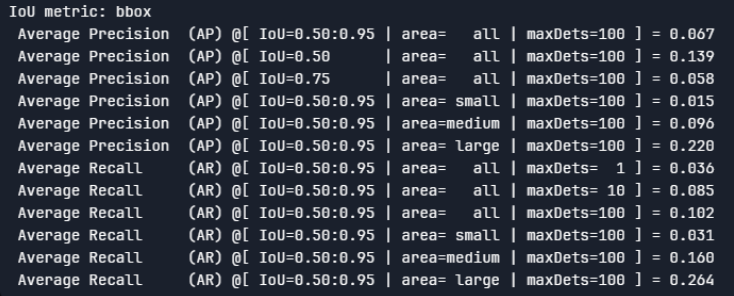 IoU metric: bbox
 Average Precision  (AP) @[ IoU=0.50:0.95 | area=   all | maxDets=100 ] = 0.067
 Average Precision  (AP) @[ IoU=0.50      | area=   all | maxDets=100 ] = 0.139
 Average Precision  (AP) @[ IoU=0.75      | area=   all | maxDets=100 ] = 0.058
 Average Precision  (AP) @[ IoU=0.50:0.95 | area= small | maxDets=100 ] = 0.015
 Average Precision  (AP) @[ IoU=0.50:0.95 | area=medium | maxDets=100 ] = 0.096
 Average Precision  (AP) @[ IoU=0.50:0.95 | area= large | maxDets=100 ] = 0.220
 Average Recall     (AR) @[ IoU=0.50:0.95 | area=   all | maxDets=  1 ] = 0.036
 Average Recall     (AR) @[ IoU=0.50:0.95 | area=   all | maxDets= 10 ] = 0.085
 Average Recall     (AR) @[ IoU=0.50:0.95 | area=   all | maxDets=100 ] = 0.102
 Average Recall     (AR) @[ IoU=0.50:0.95 | area= small | maxDets=100 ] = 0.031
 Average Recall     (AR) @[ IoU=0.50:0.95 | area=medium | maxDets=100 ] = 0.160
 Average Recall     (AR) @[ IoU=0.50:0.95 | area= large | maxDets=100 ] = 0.264